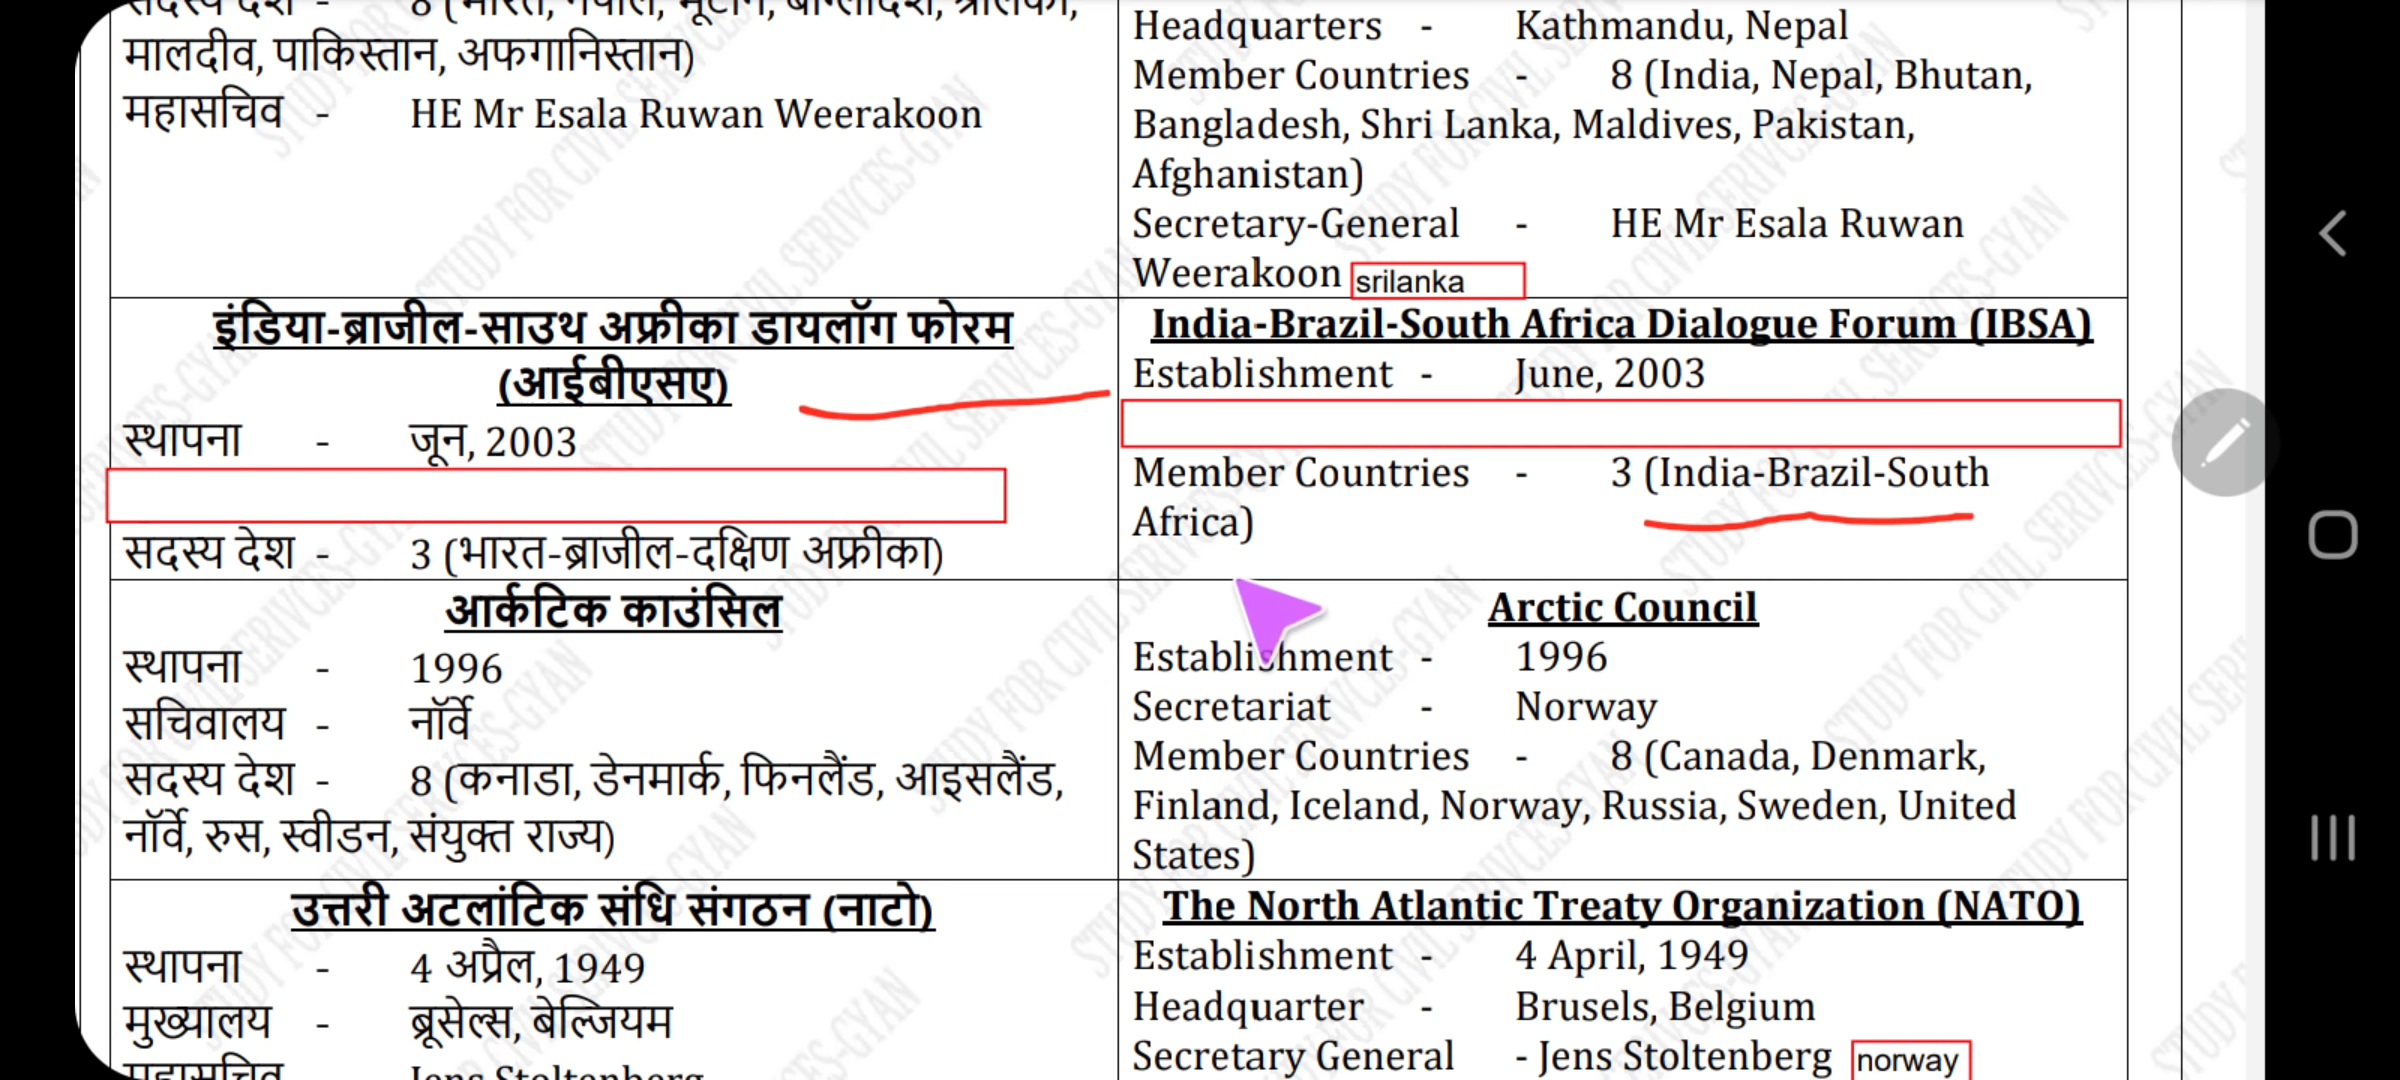 मालदीव, पाकिस्तान, अफगानिस्तान)
महासचिव - HE Mr Esala Ruwan Weerakoon
इंडिया-ब्राजील-साउथ अफ्रीका डायलॉग फोरम
(आईबीएसए)
स्थापना - जून, 2003
सदस्य देश - 3 (भारत-ब्राजील-दक्षिण अफ्रीका)
आर्कटिक काउंसिल
स्थापना - 1996
सचिवालय - नॉर्वे
सदस्य देश - 8 (कनाडा, डेनमार्क, फिनलैंड, आइसलैंड,
नॉर्वे, रुस, स्वीडन, संयुक्त राज्य)
उत्तरी अटलांटिक संधि संगठन (नाटो)
स्थापना - 4 अप्रैल, 1949
मुख्यालय - ब्रूसेल्स, बेल्जियम
Headquarters - Kathmandu, Nepal
Member Countries - 8 (India, Nepal, Bhutan,
Bangladesh, Shri Lanka, Maldives, Pakistan,
Afghanistan)
Secretary-General - HE Mr Esala Ruwan
Weerakoon srilanka
India-Brazil-South Africa Dialogue Forum (IBSA)
Establishment - June, 2003
Member Countries - 3 (India-Brazil-South
Africa)
Arctic Council
Establishment - 1996
Secretariat - Norway
Member Countries - 8 (Canada, Denmark,
Finland, Iceland, Norway, Russia, Sweden, United
States)
The North Atlantic Treaty Organization (NATO)
Establishment - 4 April, 1949
Headquarter - Brusels, Belgium
Secretary General - Jens Stoltenberg norway
STUDY FOR CIVIL SERIVCES-GYAN